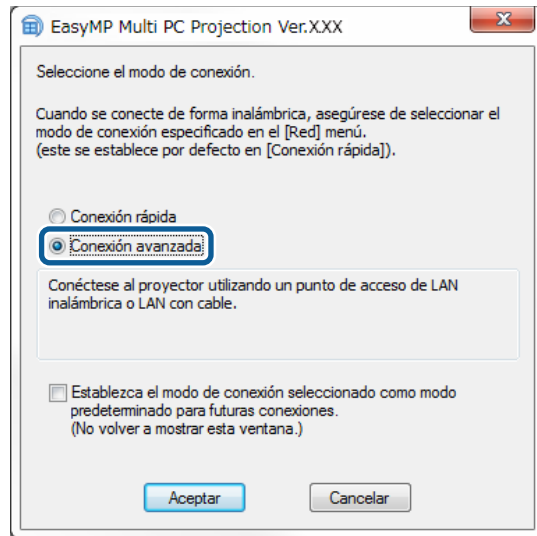 EasyMP Multi PC Projection Ver.XXX
Seleccione el modo de conexión.
Cuando se conecte de forma inalámbrica, asegúrese de seleccionar el
modo de conexión especificado en el [Red] menú.
(este se establece por defecto en [Conexión rápida]).
Conexión rápida
Conexión avanzada
Conéctese al proyector utilizando un punto de acceso de LAN
inalámbrica o LAN con cable.
Establezca el modo de conexión seleccionado como modo
predeterminado para futuras conexiones.
(No volver a mostrar esta ventana.)
Aceptar Cancelar